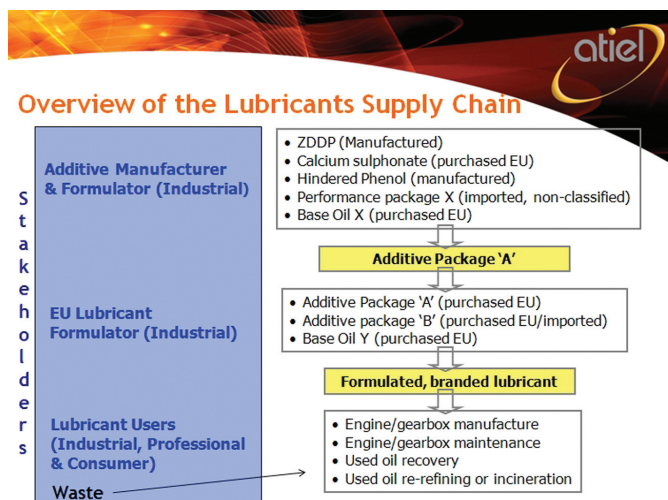 atiel
Overview of the Lubricants Supply Chain
Stakeholders
Additive Manufacturer
& Formulator (Industrial)
• ZDDP (Manufactured)
• Calcium sulphonate (purchased EU)
• Hindered Phenol (manufactured)
• Performance package X (imported, non-classified)
• Base Oil X (purchased EU)
Additive Package ‘A’
EU Lubricant
Formulator (Industrial)
• Additive Package ‘A’ (purchased EU)
• Additive package ‘B’ (purchased EU/imported)
• Base Oil Y (purchased EU)
Formulated, branded lubricant
Lubricant Users
(Industrial, Professional
& Consumer)
Waste
• Engine/gearbox manufacture
• Engine/gearbox maintenance
• Used oil recovery
• Used oil re-refining or incineration